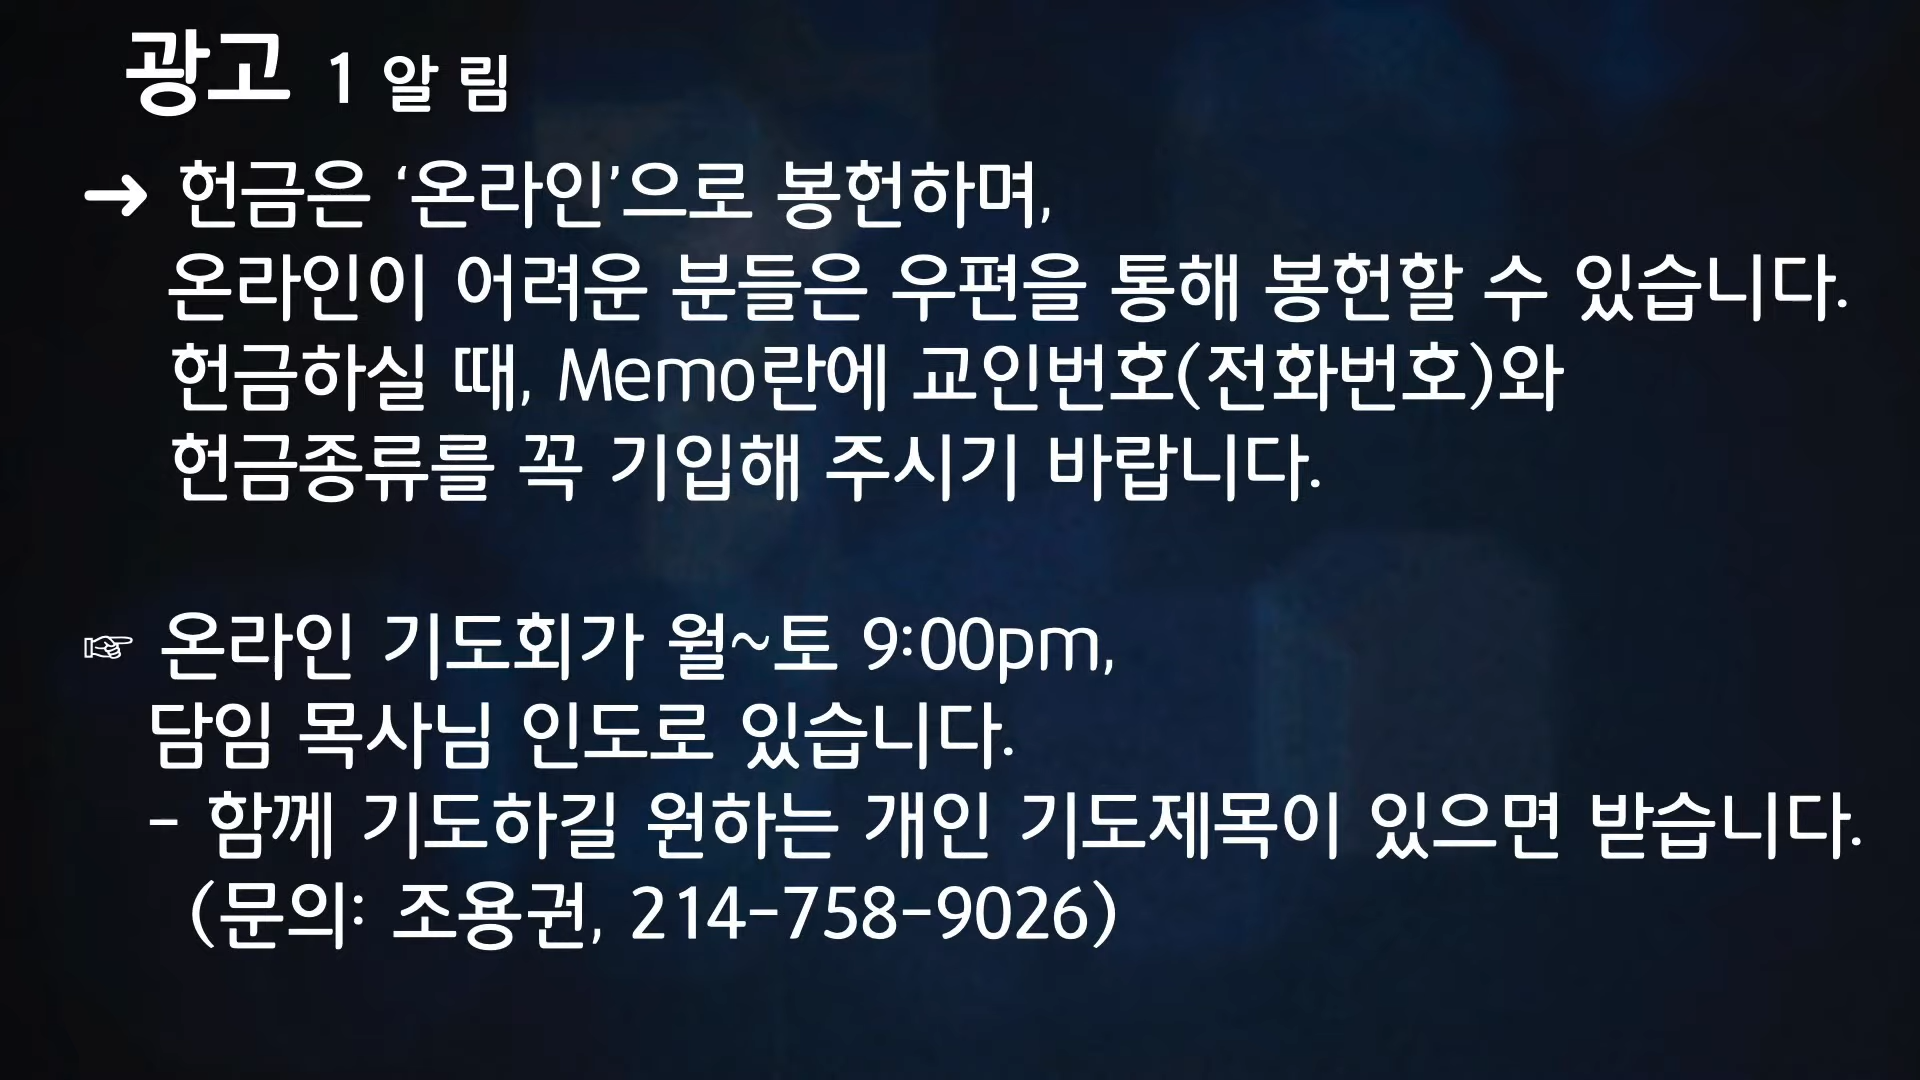 광고 1 알 림
➔ 헌금은 ‘온라인’으로 봉헌하며,
온라인이 어려운 분들은 우편을 통해 봉헌할 수 있습니다.
헌금하실 때, Memo란에 교인번호(전화번호)와
헌금종류를 꼭 기입해 주시기 바랍니다.
☞ 온라인 기도회가 월~토 9:00pm,
담임 목사님 인도로 있습니다.
- 함께 기도하길 원하는 개인 기도제목이 있으면 받습니다.
(문의: 조용권, 214-758-9026)